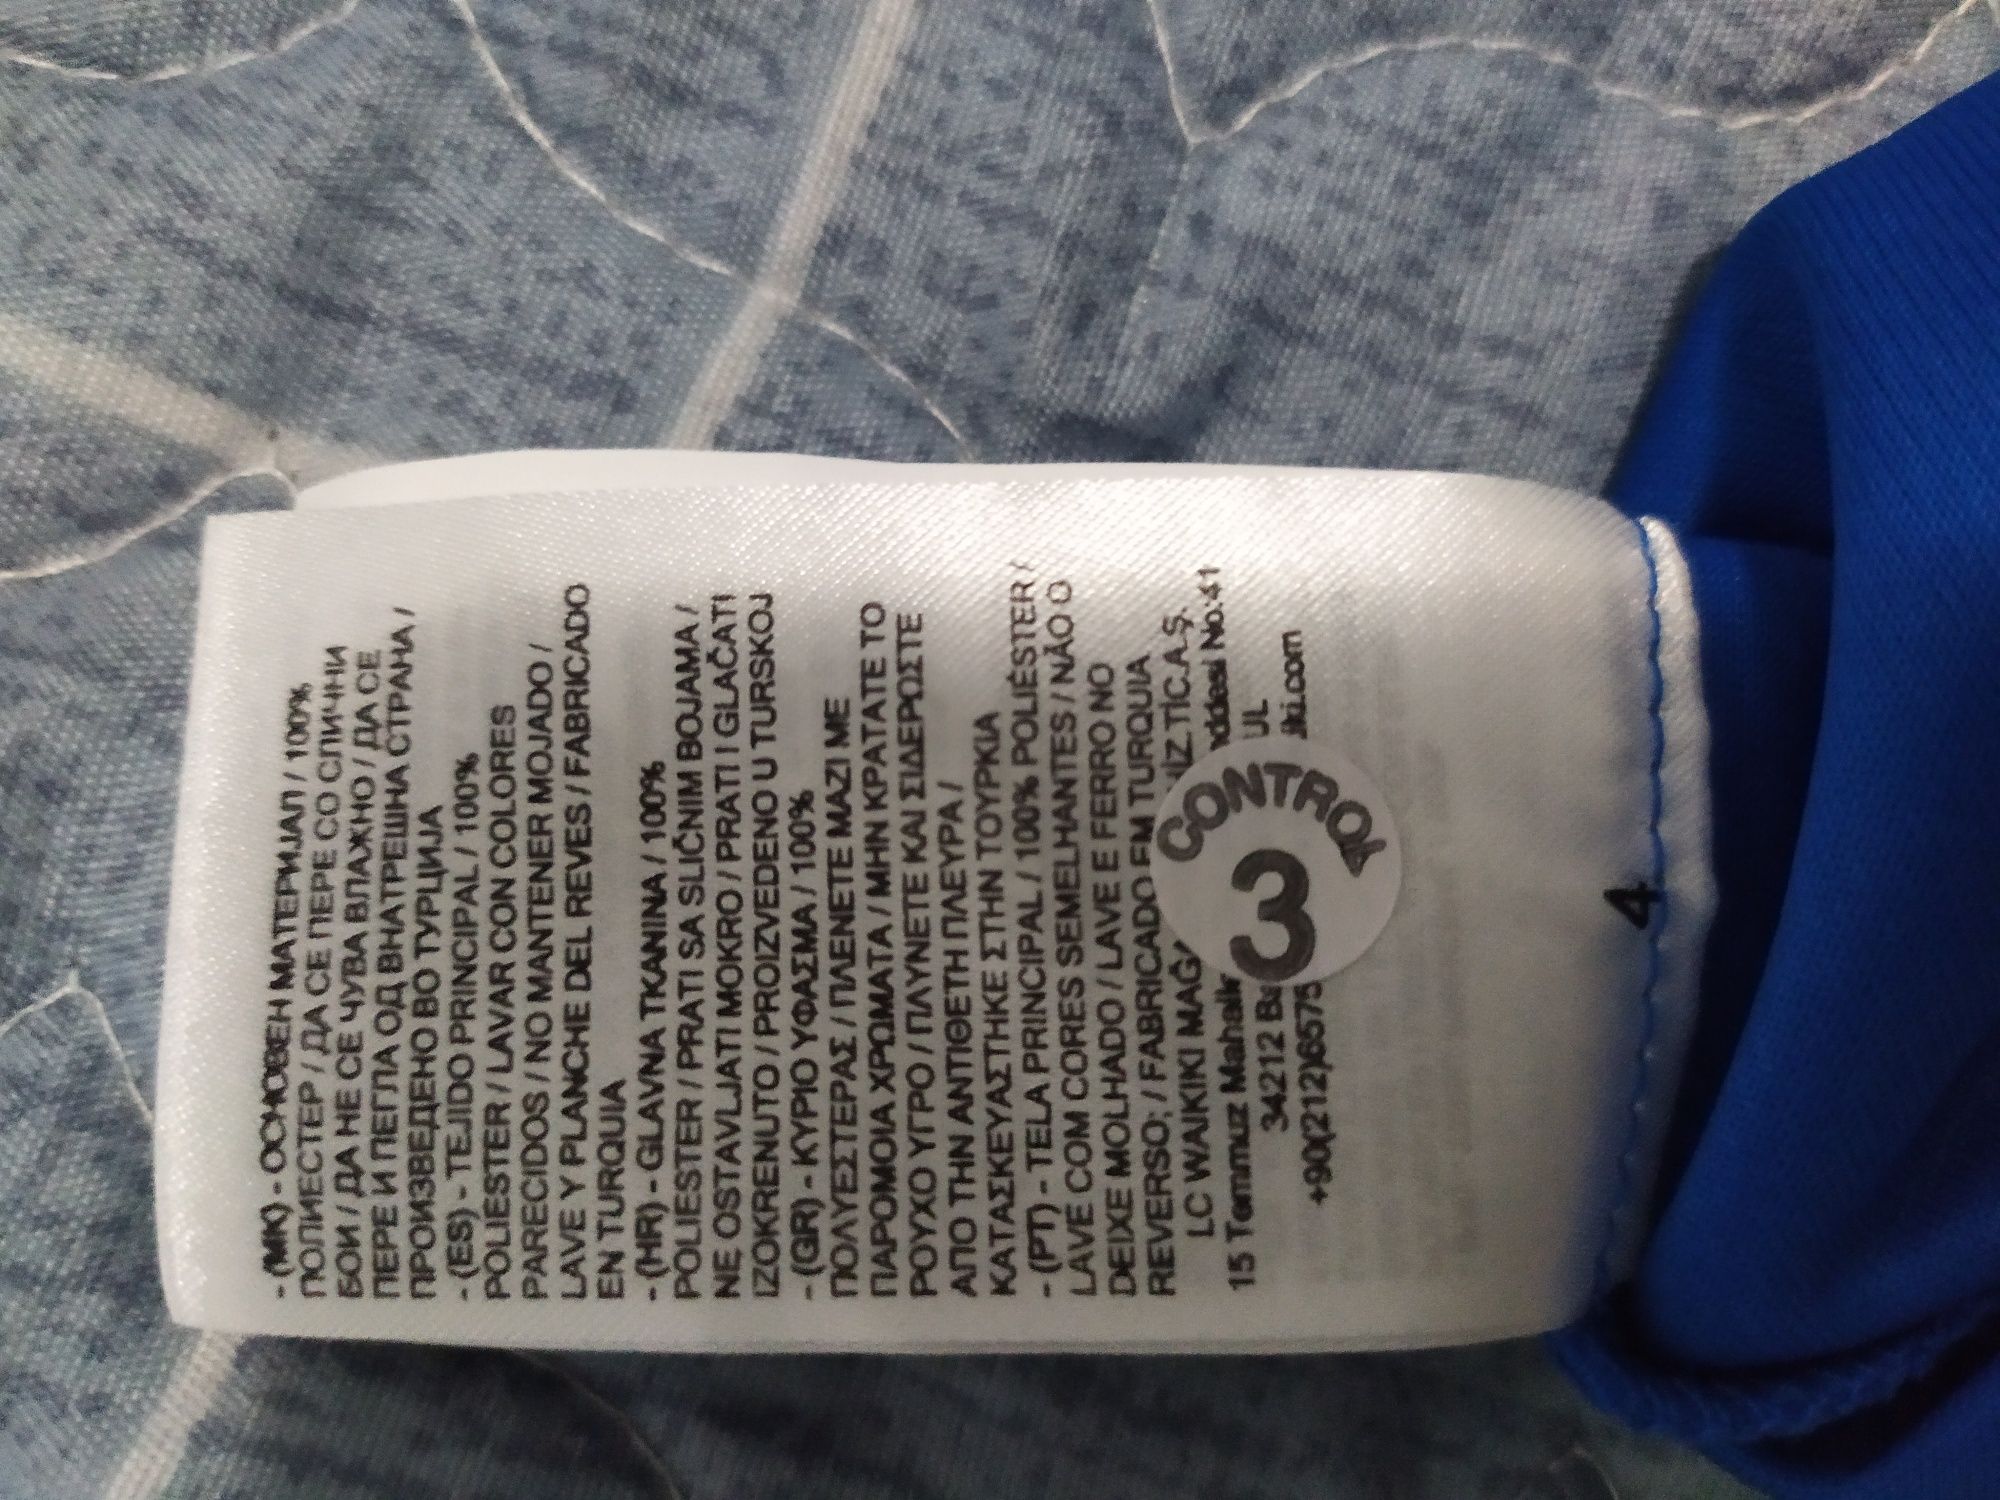 - (MK) - ОСНОВЕН МАТЕРИЈАЛ / 100%
ПОЛИЕСТЕР / ДА СЕ ПЕРЕ СО СЛИЧНИ
БОИ / ДА НЕ СЕ ЧУВА ВЛАЖНО / ДА СЕ
ПЕРЕ И ПЕГЛА ОД ВНАТРЕШНА СТРАНА /
ПРОИЗВЕДЕНО ВО ТУРЦИЈА
- (ES) - TEJIDO PRINCIPAL / 100%
POLIESTER / LAVAR CON COLORES
PARECIDOS / NO MANTENER MOJADO /
LAVE Y PLANCHE DEL REVES / FABRICADO
EN TURQUIA
- (HR) - GLAVNA TKANINA / 100%
POLIESTER / PRATI SA SLIČNIM BOJAMA /
NE OSTAVLJATI MOKRO / PRATI I GLAČATI
IZOKRENUTO / PROIZVEDENO U TURSKOJ
- (GR) - ΚΥΡΙΟ ΥΦΑΣΜΑ / 100%
ΠΟΛΥΕΣΤΕΡΑΣ / ΠΛΕΝΕΤΕ ΜΑΖΙ ΜΕ
ΠΑΡΟΜΟΙΑ ΧΡΩΜΑΤΑ / ΜΗΝ ΚΡΑΤΑΤΕ ΤΟ
ΡΟΥΧΟ ΥΓΡΟ / ΠΛΥΝΕΤΕ ΚΑΙ ΣΙΔΕΡΩΣΤΕ
ΑΠΟ ΤΗΝ ΑΝΤΙΘΕΤΗ ΠΛΕΥΡΑ /
ΚΑΤΑΣΚΕΥΑΣΤΗΚΕ ΣΤΗΝ ΤΟΥΡΚΙΑ
- (PT) - TELA PRINCIPAL / 100% POLIÉSTER /
LAVE COM CORES SEMELHANTES / NÃO O
DEIXE MOLHADO / LAVE E FERRO NO
REVERSO; / FABRICADO EM TURQUIA
LC WAIKIKI TİC.A.Ş.
15 Temmuz No:41
34212
+90(212)6575
CONTROL
3
4